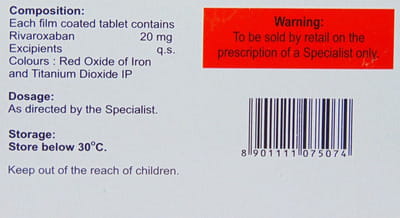 Composition:
Each film coated tablet contains
Rivaroxaban 20 mg
Excipients q.s.
Colours : Red Oxide of Iron
and Titanium Dioxide IP
Warning:
To be sold by retail on the
prescription of a Specialist only.
Dosage:
As directed by the Specialist.
Storage:
Store below 30°C.
Keep out of the reach of children.
8 901111 075074